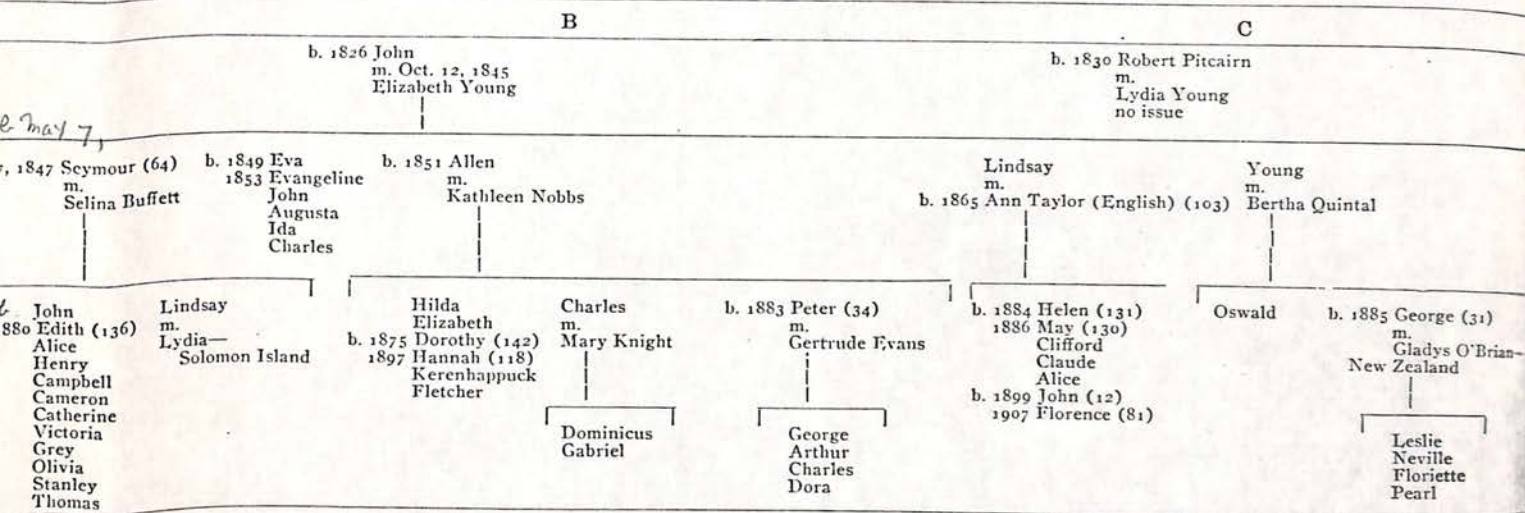 B
C
b. 1826 John
m. Oct. 12, 1845
Elizabeth Young
b. 1830 Robert Pitcairn
m.
Lydia Young
no issue
May 7,
1847 Seymour (64)
m.
Selina Buffett
b. 1849 Eva
1853 Evangeline
John
Augusta
Ida
Charles
b. 1851 Allen
m.
Kathleen Nobbs
Lindsay
m.
b. 1865 Ann Taylor (English) (103)
Young
m.
Bertha Quintal
John
1880 Edith (136)
Alice
Henry
Campbell
Cameron
Catherine
Victoria
Grey
Olivia
Stanley
Thomas
Lindsay
m.
Lydia—
Solomon Island
Hilda
Elizabeth
b. 1875 Dorothy (142)
1897 Hannah (118)
Kerenhappuck
Fletcher
Charles
m.
Mary Knight
Dominicus
Gabriel
b. 1883 Peter (34)
m.
Gertrude Evans
George
Arthur
Charles
Dora
b. 1884 Helen (131)
1886 May (130)
Clifford
Claude
Alice
b. 1899 John (12)
1907 Florence (81)
Oswald
b. 1885 George (31)
m.
Gladys O'Brian—
New Zealand
Leslie
Neville
Floriette
Pearl